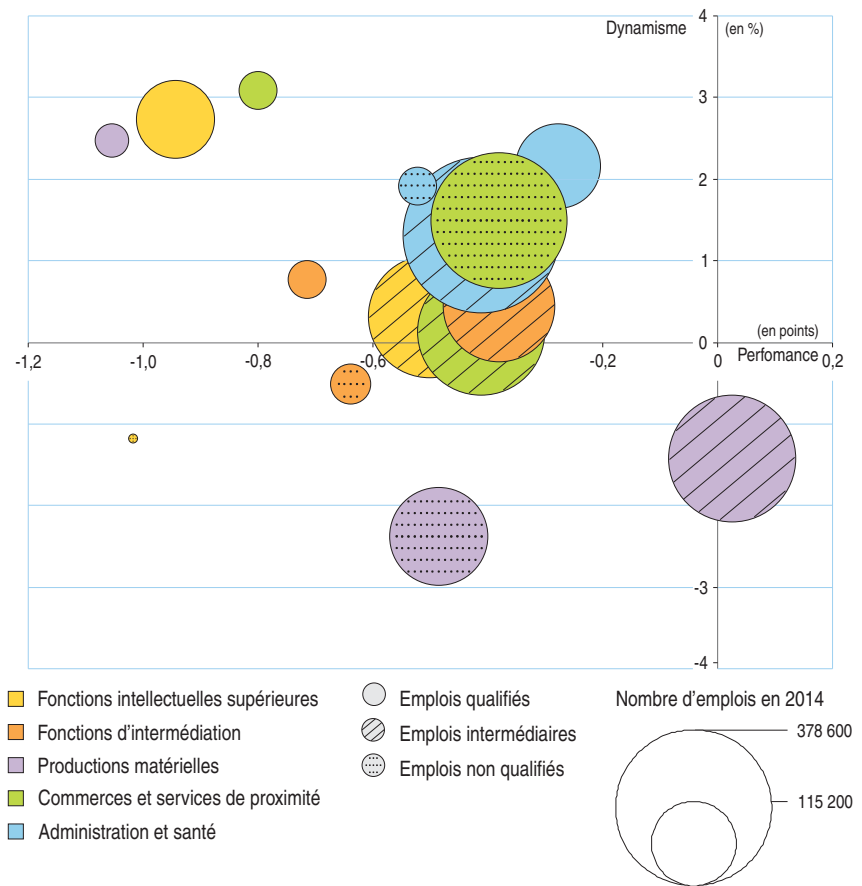 Dynamisme 4 (en %)
3
2
1
0 (en points)
-1,2 -1,0 -0,8 -0,6 -0,2 0 Perfomance 0,2
-3
-4
Fonctions intellectuelles supérieures
Fonctions d'intermédiation
Productions matérielles
Commerces et services de proximité
Administration et santé
Emplois qualifiés
Emplois intermédiaires
Emplois non qualifiés
Nombre d'emplois en 2014
378 600
115 200